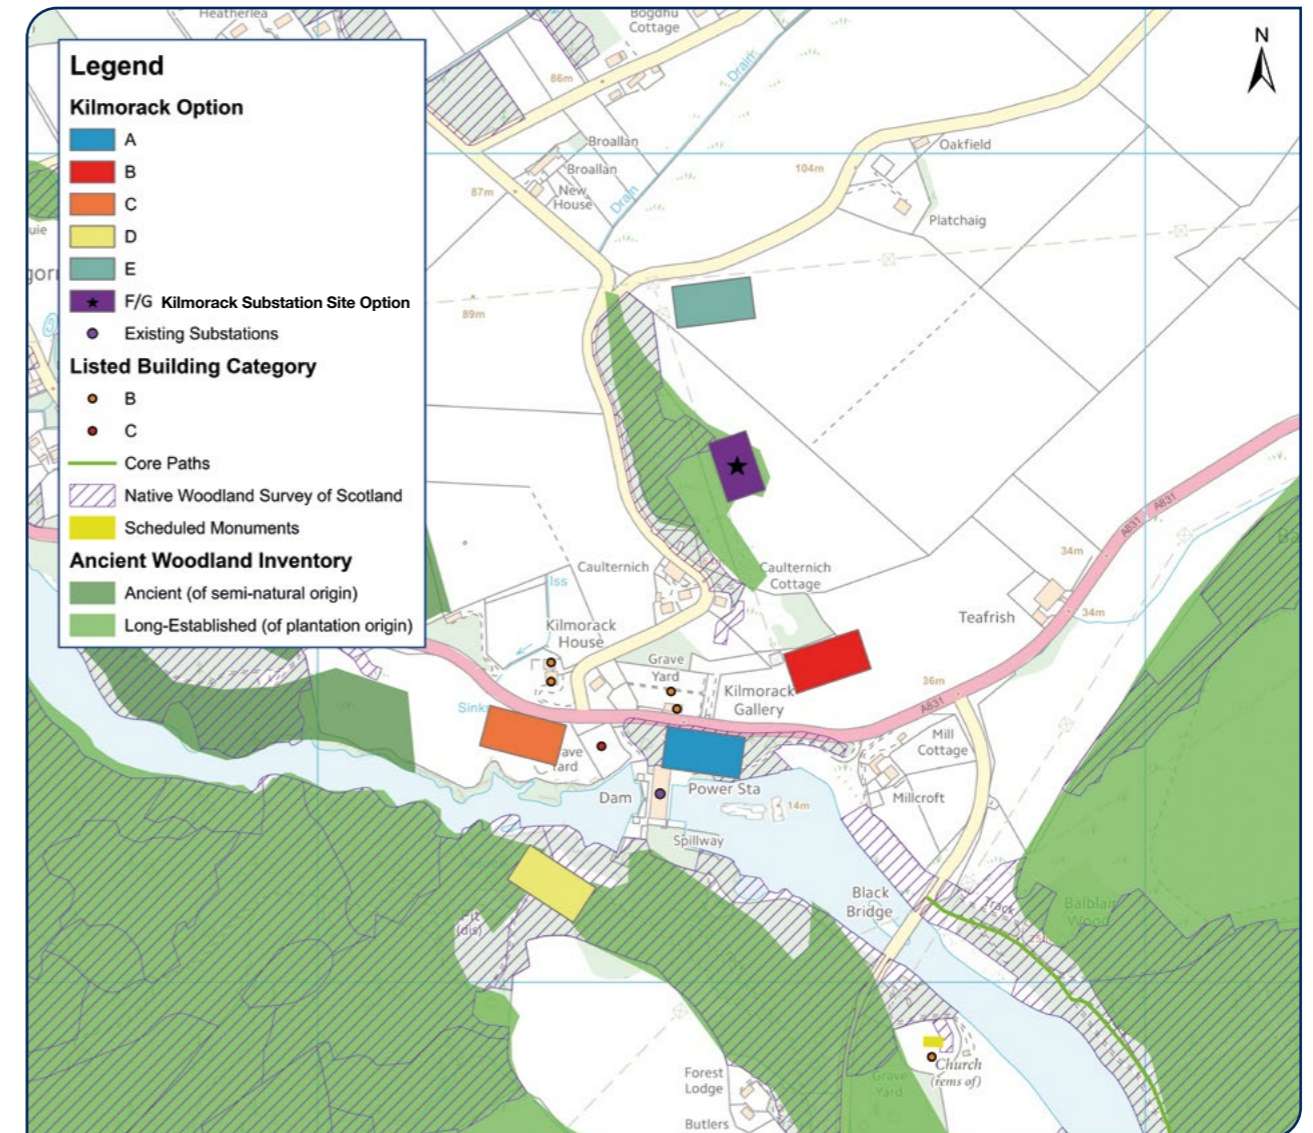 Heatherlea
Bogdhu
Cottage
N
Legend
Kilmorack Option
A
B
C
D
E
F/G Kilmorack Substation Site Option
Existing Substations
Listed Building Category
B
C
Core Paths
Native Woodland Survey of Scotland
Scheduled Monuments
Ancient Woodland Inventory
Ancient (of semi-natural origin)
Long-Established (of plantation origin)
86m
Drain
Broallan
Broallan
New
House
Drain
87m
104m
Oakfield
Platchaig
89m
Caulternich
Caulternich
Cottage
Iss
Kilmorack
House
Grave
Yard
Kilmorack
Gallery
Sinks
Yard
Dam
Power Sta
14m
Spillway
A831
A831
34m
34m
Teafrish
36m
A831
Mill
Cottage
Millcroft
Black
Bridge
Track
Balblair
Wood
(dis)
Church
(rems of)
Grave
Yard
Forest
Lodge
Butlers